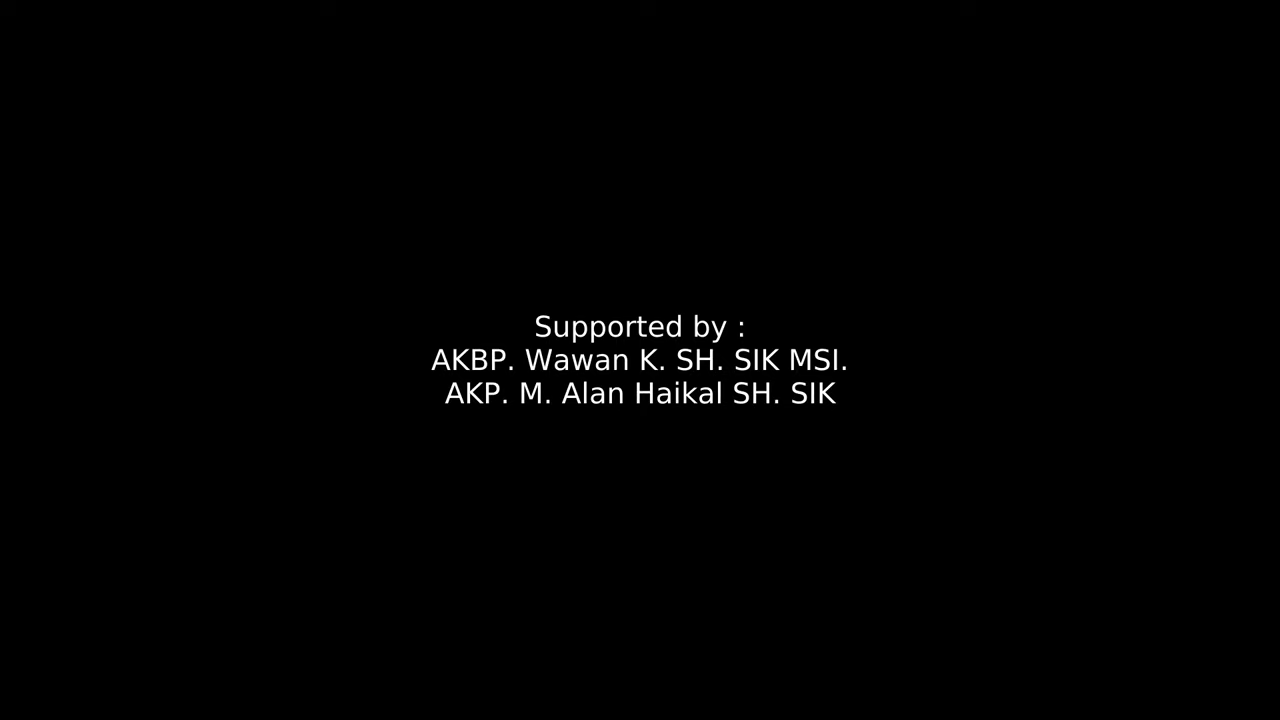 Supported by :
AKBP. Wawan K. SH. SIK MSI.
AKP. M. Alan Haikal SH. SIK